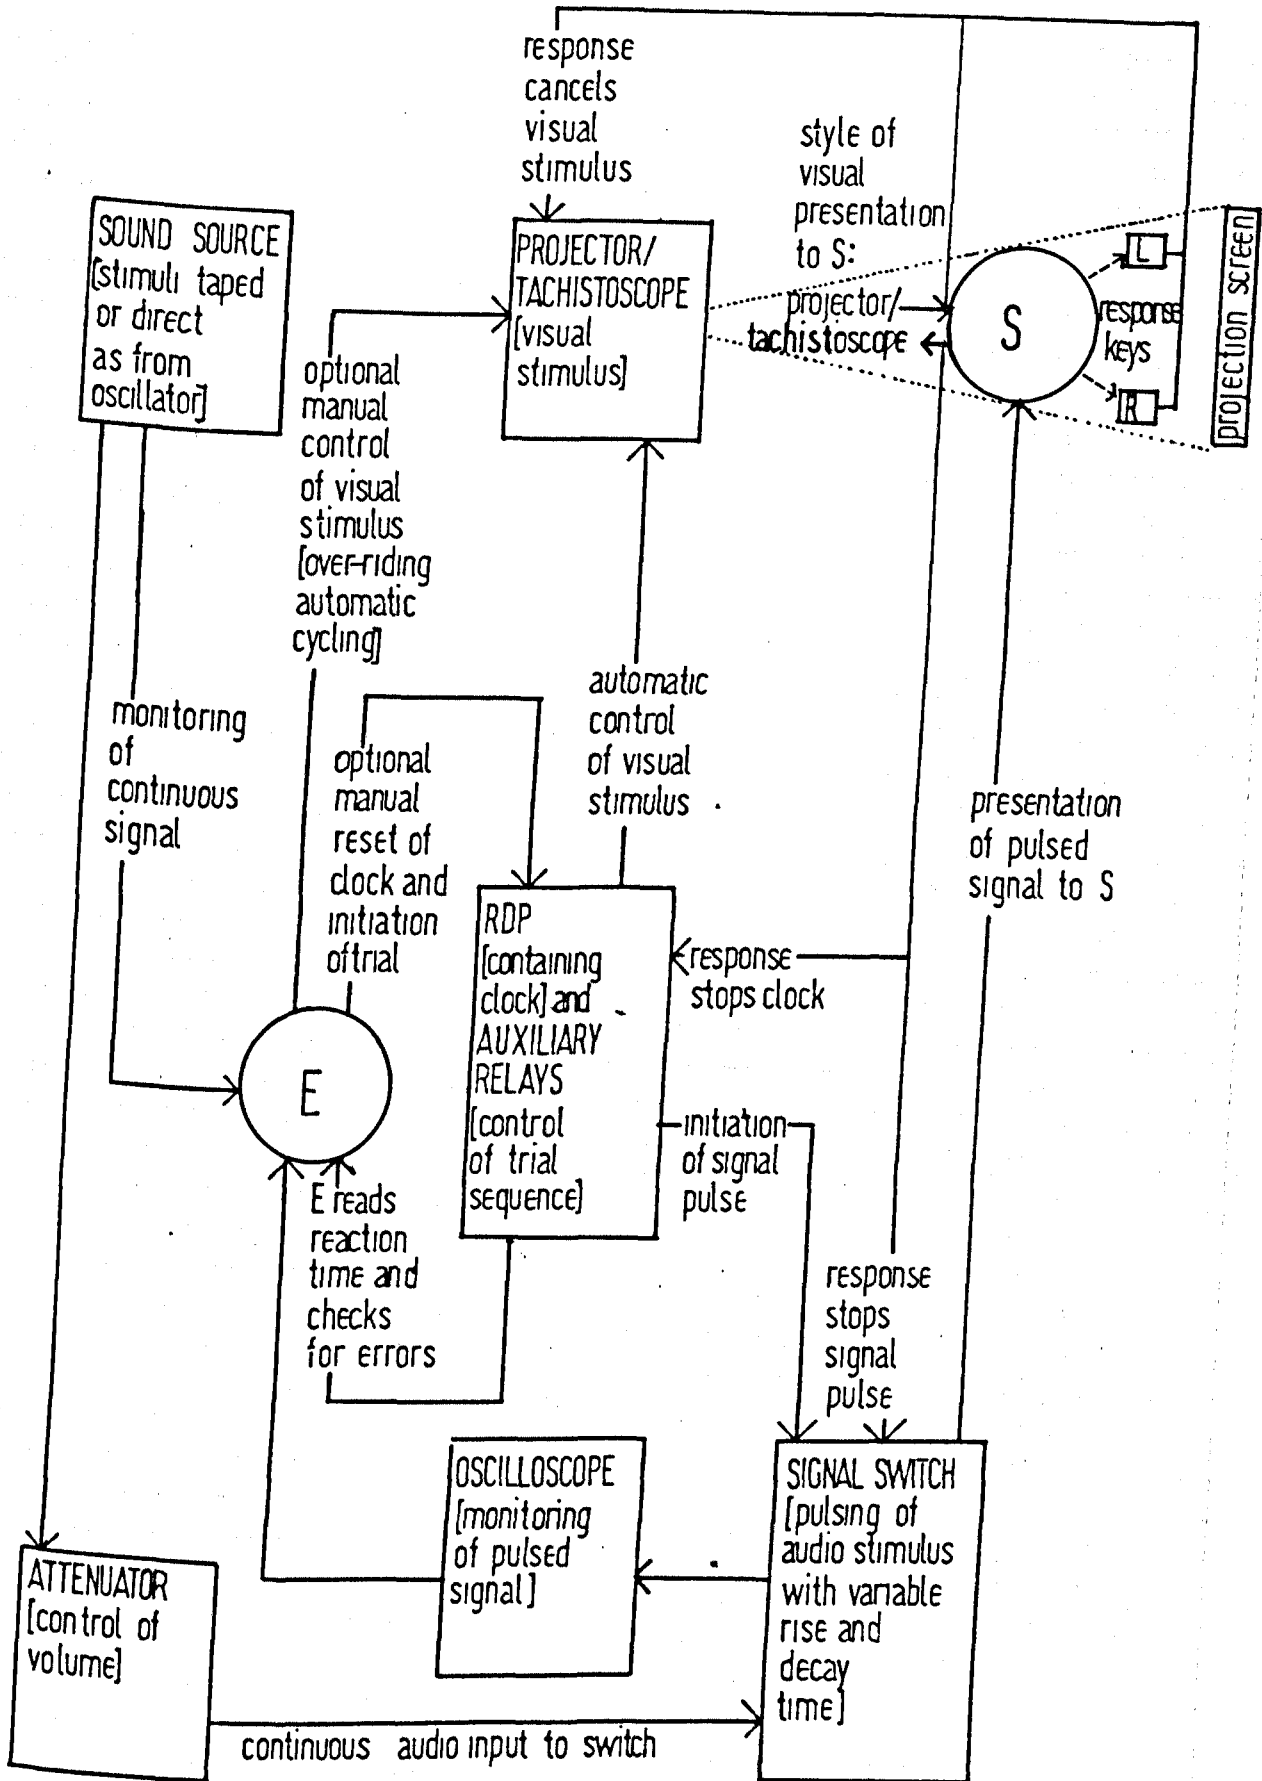 response
cancels
visual
stimulus
style of
visual
presentation
to S:
projector/
tachistoscope
SOUND SOURCE
[stimuli taped
or direct
as from
oscillator]
PROJECTOR/
TACHISTOSCOPE
[visual
stimulus]
S
L
response
keys
R
projection screen
optional
manual
control
of visual
stimulus
[over-riding
automatic
cycling]
monitoring
of
continuous
signal
optional
manual
reset of
clock and
initiation
of trial
automatic
control
of visual
stimulus
presentation
of pulsed
signal to S
RDP
[containing
clock] and
AUXILIARY
RELAYS
[control
of trial
sequence]
response
stops clock
E
initiation
of signal
pulse
E reads
reaction
time and
checks
for errors
response
stops
signal
pulse
OSCILLOSCOPE
[monitoring
of pulsed
signal]
SIGNAL SWITCH
[pulsing of
audio stimulus
with variable
rise and
decay
time]
ATTENUATOR
[control of
volume]
continuous audio input to switch